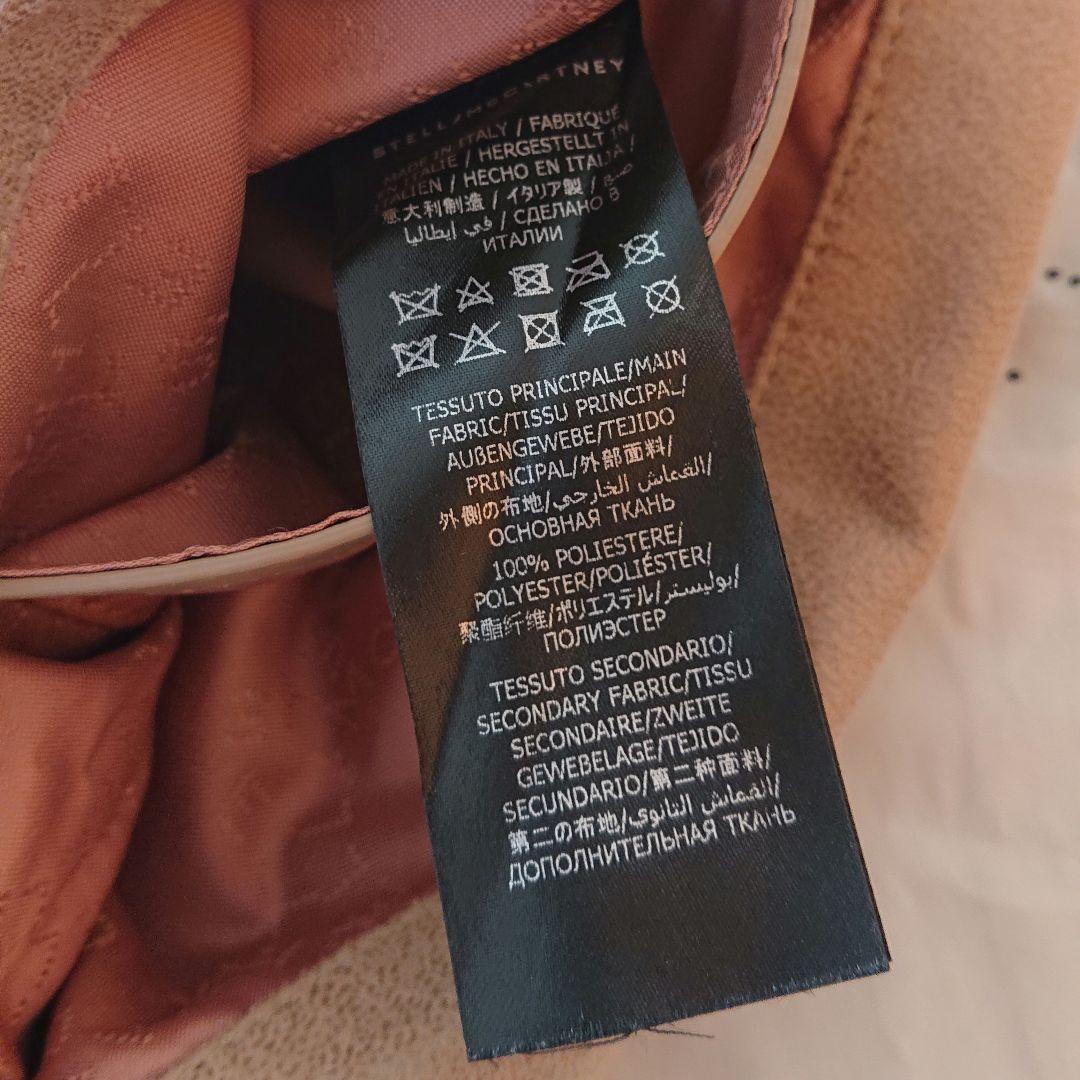 STELLA McCARTNEY
MADE IN ITALY / FABRIQUÉ
EN ITALIE / HERGESTELLT IN
ITALIEN / HECHO EN ITALIA /
意大利制造 / イタリア製 / صنع
في إيطاليا / СДЕЛАНО В
ИТАЛИИ
TESSUTO PRINCIPALE/MAIN
FABRIC/TISSU PRINCIPAL/
AUßENGEWEBE/TEJIDO
PRINCIPAL/外部面料/
外側の布地/القماش الخارجي/
ОСНОВНАЯ ТКАНЬ
100% POLIESTERE/
POLYESTER/POLIÉSTER/
聚酯纤维/ポリエステル/بوليستر/
ПОЛИЭСТЕР
TESSUTO SECONDARIO/
SECONDARY FABRIC/TISSU
SECONDAIRE/ZWEITE
GEWEBELAGE/TEJIDO
SECUNDARIO/第二种面料/
第二の布地/القماش الثانوي/
ДОПОЛНИТЕЛЬНАЯ ТКАНЬ